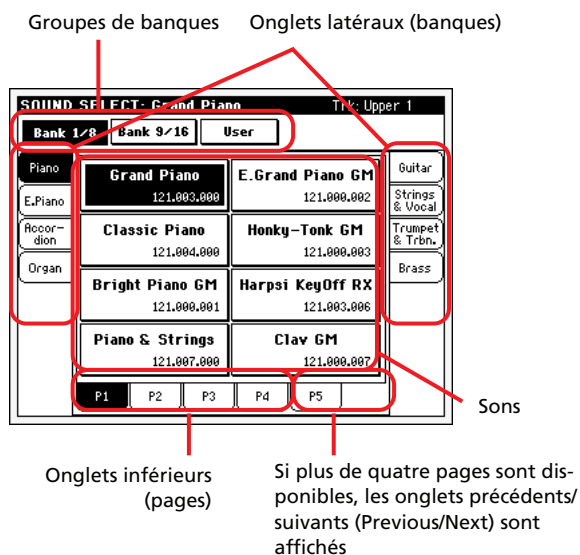 Groupes de banques
Onglets latéraux (banques)
SOUND SELECT: Grand Piano
Trk: Upper 1
Bank 1/8
Bank 9/16
User
Piano
E.Piano
Accor-
dion
Organ
Grand Piano
121.003.000
E.Grand Piano GM
121.000.002
Classic Piano
121.004.000
Honky-Tonk GM
121.000.003
Bright Piano GM
121.000.001
Harpsi KeyOff RX
121.003.006
Piano & Strings
121.007.000
Clav GM
121.000.007
Guitar
Strings
& Vocal
Trumpet
& Trbn.
Brass
P1
P2
P3
P4
P5
Sons
Onglets inférieurs
(pages)
Si plus de quatre pages sont dis-
ponibles, les onglets précédents/
suivants (Previous/Next) sont
affichés